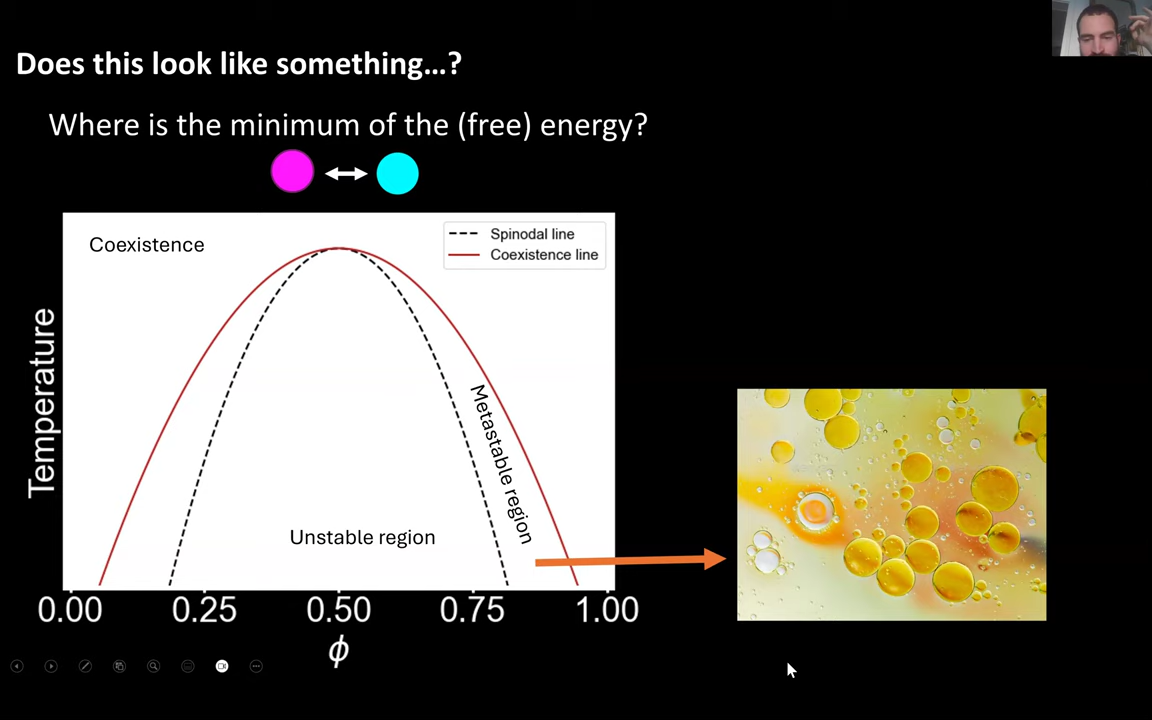 Does this look like something…?
Where is the minimum of the (free) energy?
Coexistence
Spinodal line
Coexistence line
Temperature
Metastable region
Unstable region
0.00 0.25 0.50 0.75 1.00
ϕ